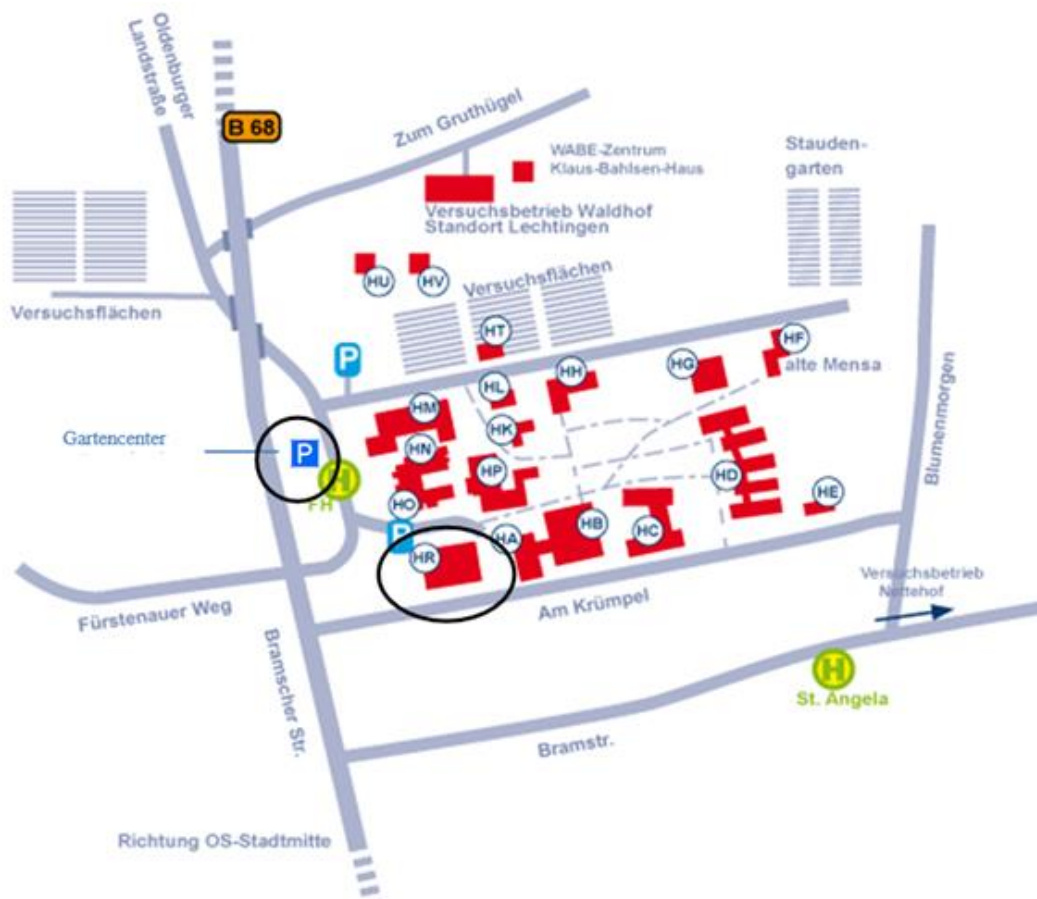 Oldenburger
Landstraße
B 68
Zum Gruthügel
WABE-Zentrum
Klaus-Bahlsen-Haus
Stauden-
garten
Versuchsbetrieb Waldhof
Standort Lechtingen
HU
HV
Versuchsflächen
Versuchsflächen
HT
HF
P
HH
HG
alte Mensa
HL
HM
Blumenmorgen
Gartencenter
P
HK
HN
HP
HD
H
FH
HO
HE
P
HB
HC
HA
HR
Versuchsbetrieb
Nettehof
Fürstenauer Weg
Am Krümpel
Bramscher Str.
H
St. Angela
Bramstr.
Richtung OS-Stadtmitte